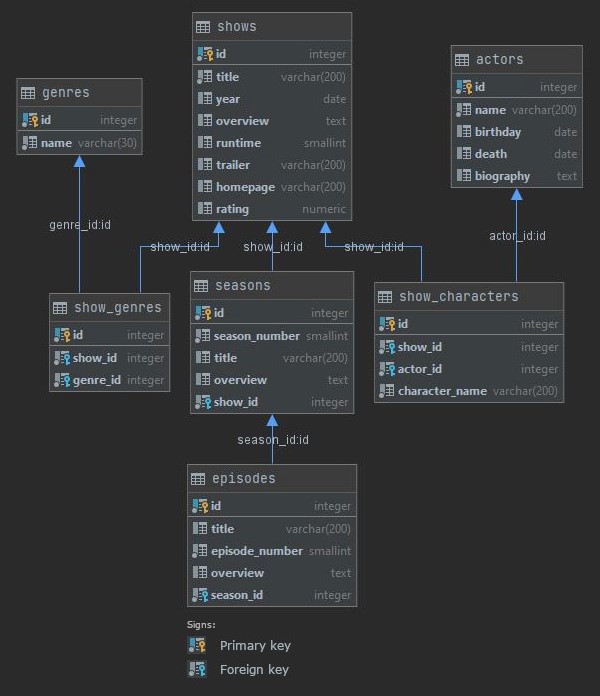 shows
id integer
title varchar(200)
year date
overview text
runtime smallint
trailer varchar(200)
homepage varchar(200)
rating numeric
actors
id integer
name varchar(200)
birthday date
death date
biography text
genres
id integer
name varchar(30)
genre_id:id
show_id:id
show_id:id
show_id:id
actor_id:id
show_genres
id integer
show_id integer
genre_id integer
seasons
id integer
season_number smallint
title varchar(200)
overview text
show_id integer
show_characters
id integer
show_id integer
actor_id integer
character_name varchar(200)
season_id:id
episodes
id integer
title varchar(200)
episode_number smallint
overview text
season_id integer
Signs:
Primary key
Foreign key